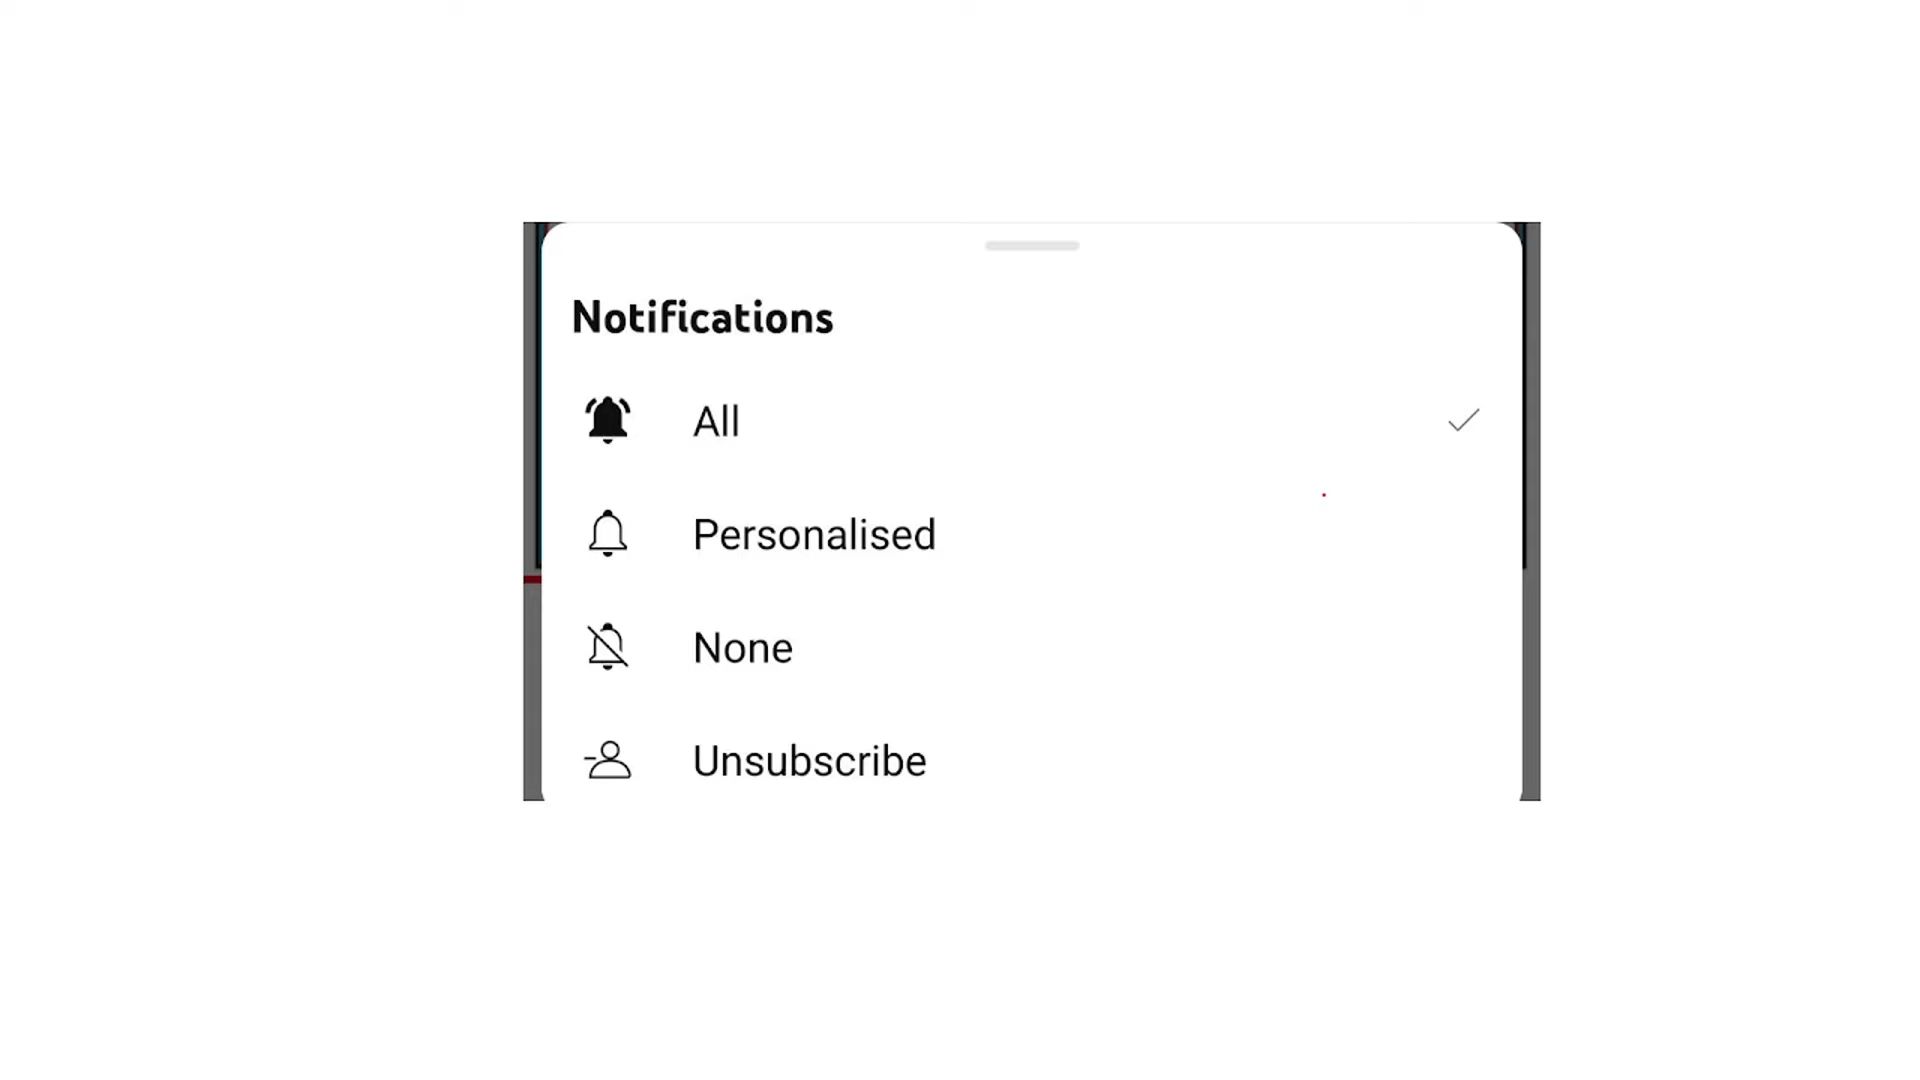 Notifications
All
Personalised
None
Unsubscribe